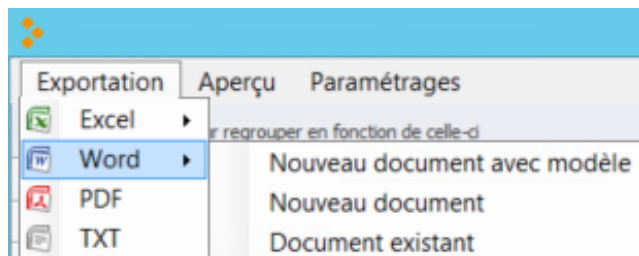 Exportation Aperçu Paramétrages
Excel
ur regrouper en fonction de celle-ci
Word
Nouveau document avec modèle
PDF
Nouveau document
TXT
Document existant